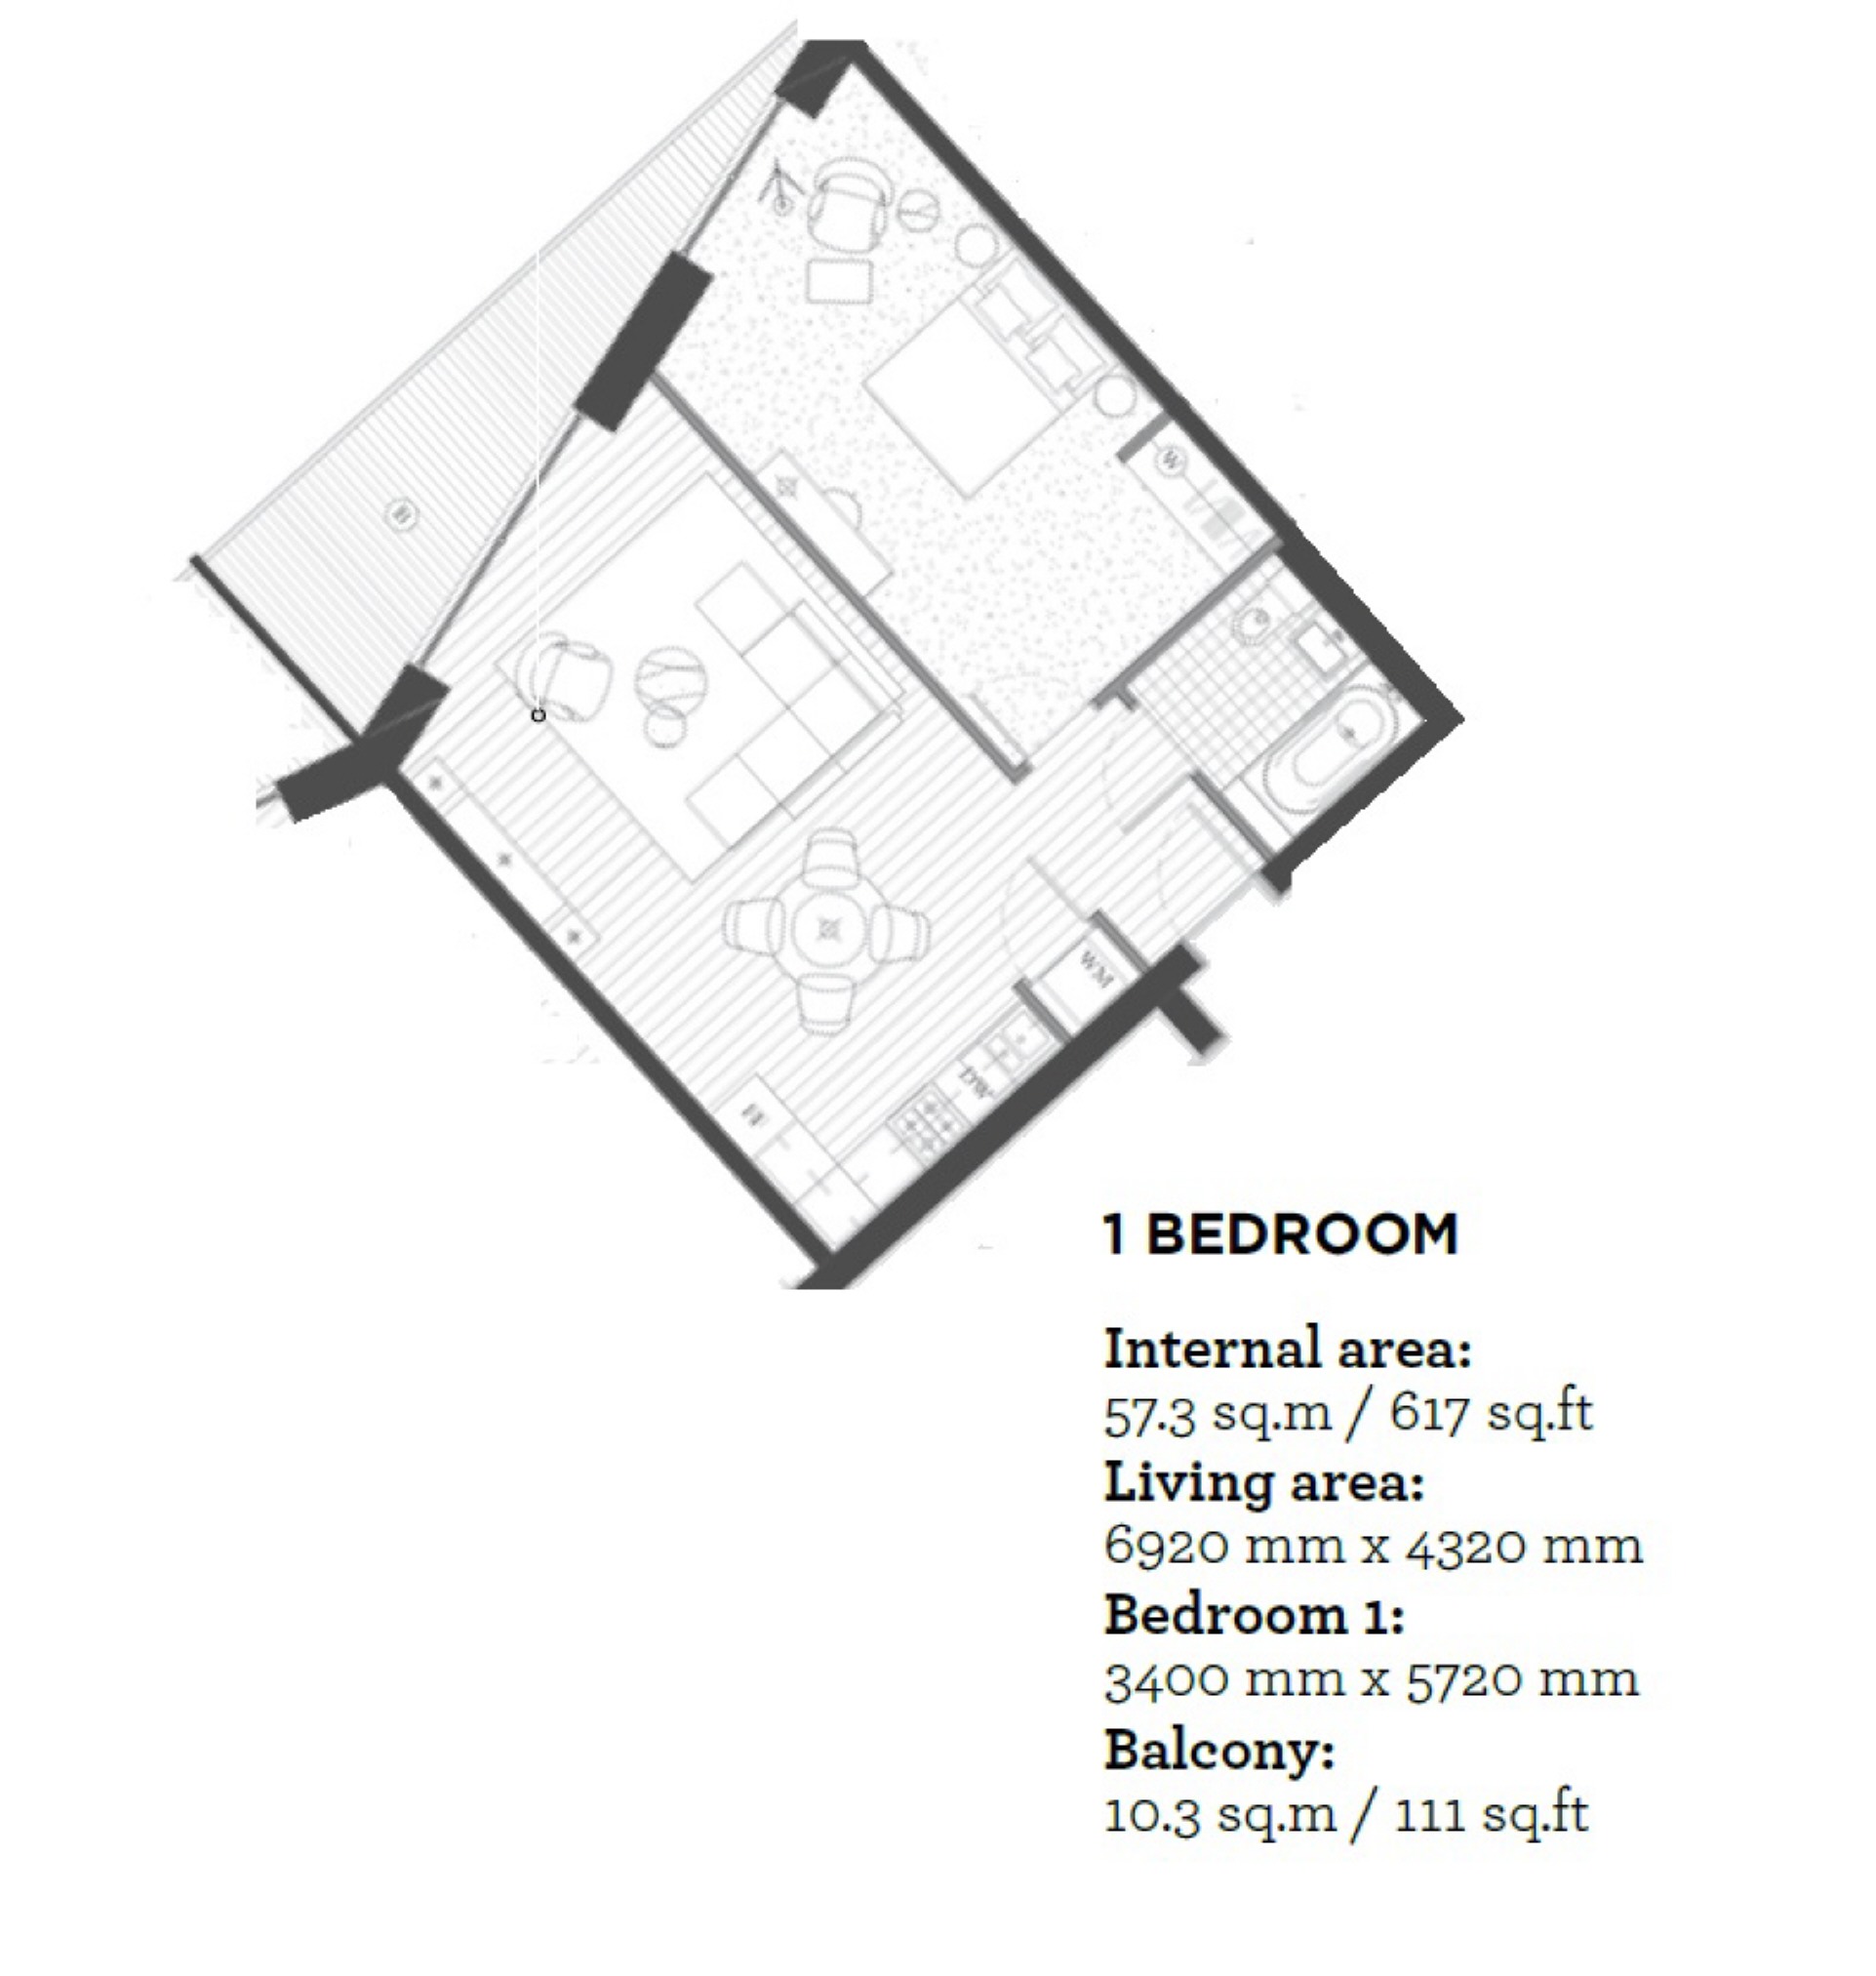 B
W
WM
DW
FF
1 BEDROOM
Internal area:
57.3 sq.m / 617 sq.ft
Living area:
6920 mm x 4320 mm
Bedroom 1:
3400 mm x 5720 mm
Balcony:
10.3 sq.m / 111 sq.ft